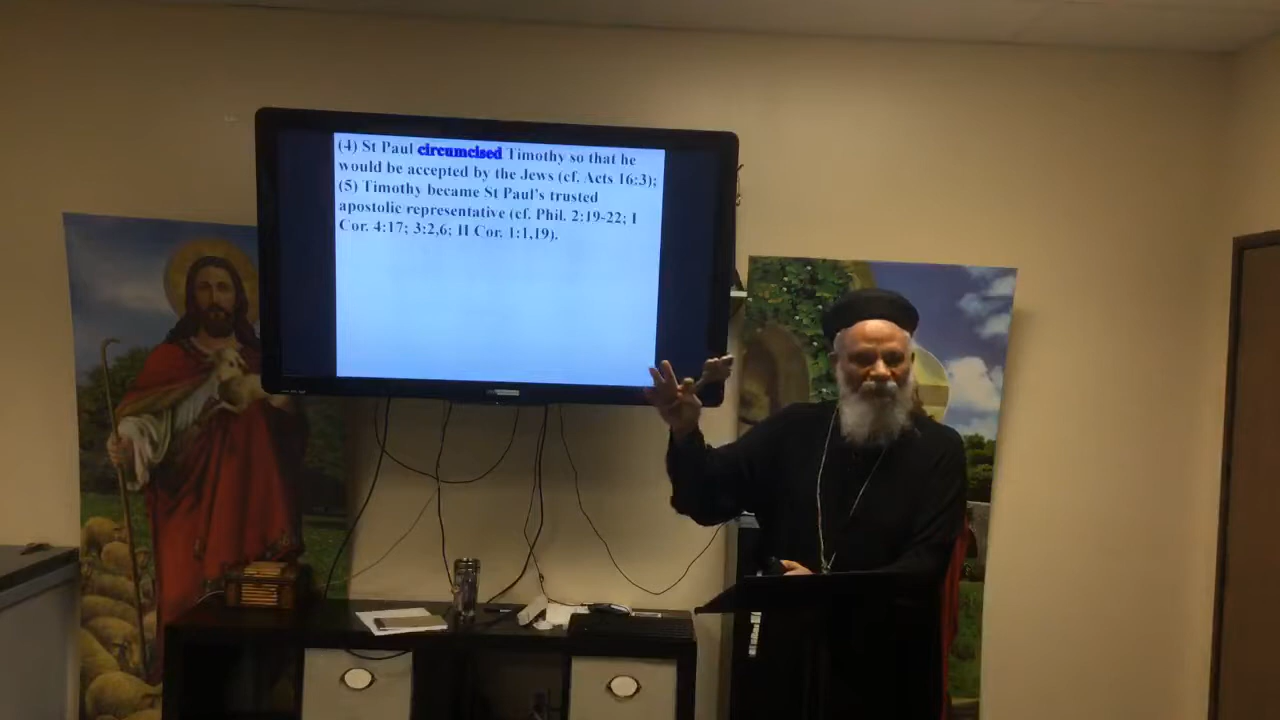 (4) St Paul circumcised Timothy so that he
would be accepted by the Jews (cf. Acts 16:3);
(5) Timothy became St Paul's trusted
apostolic representative (cf. Phil. 2:19-22; I
Cor. 4:17; 3:2,6; II Cor. 1:1,19).